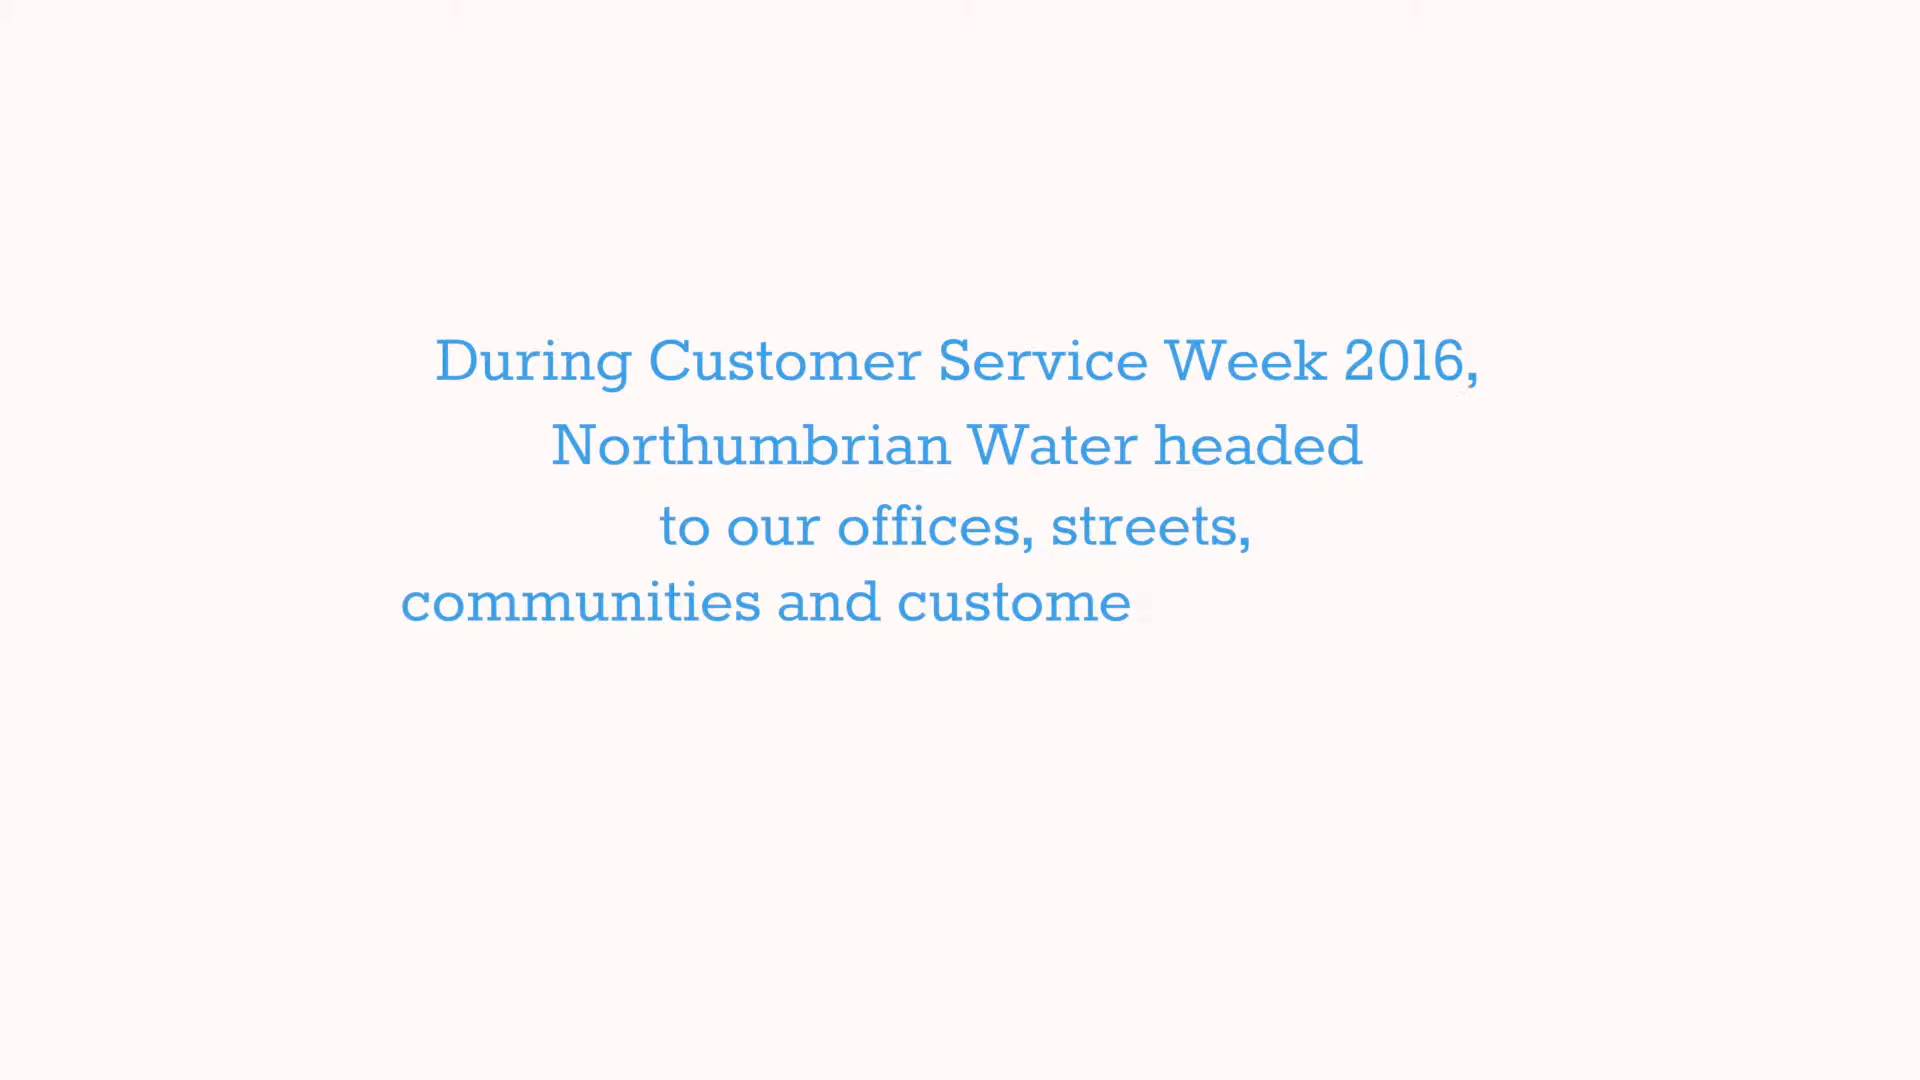 During Customer Service Week 2016,
Northumbrian Water headed
to our offices, streets,
communities and custome